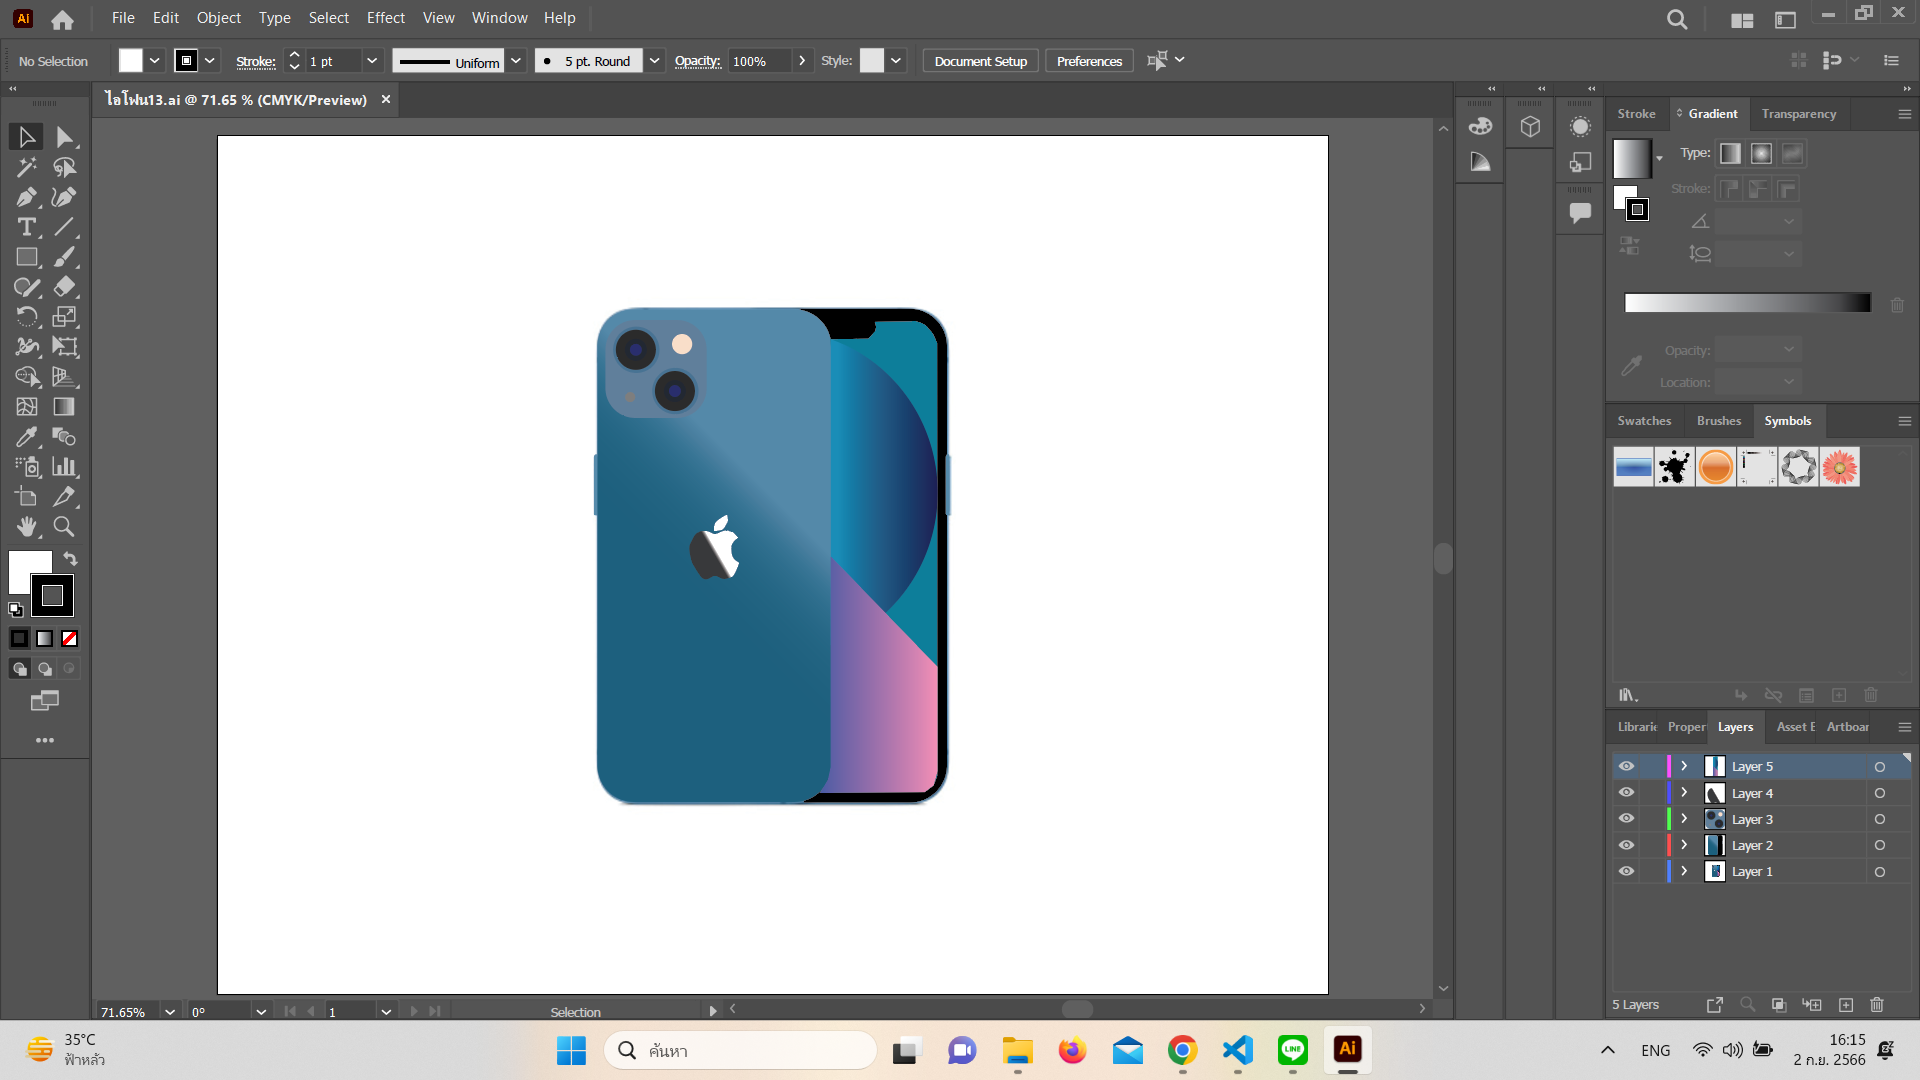 Ai File Edit Object Type Select Effect View Window Help
No Selection Stroke: 1 pt Uniform 5 pt. Round Opacity: 100% Style: Document Setup Preferences
ไอโฟน13.ai @ 71.65 % (CMYK/Preview)
Stroke Gradient Transparency
Type:
Stroke:
Opacity:
Location:
Swatches Brushes Symbols
Librarie Proper Layers Asset E Artboar
Layer 5
Layer 4
Layer 3
Layer 2
Layer 1
5 Layers
71.65% 0° 1 Selection
35°C
ฟ้าหลัว
ค้นหา
LINE
Ai
ENG
16:15
2 ก.ย. 2566